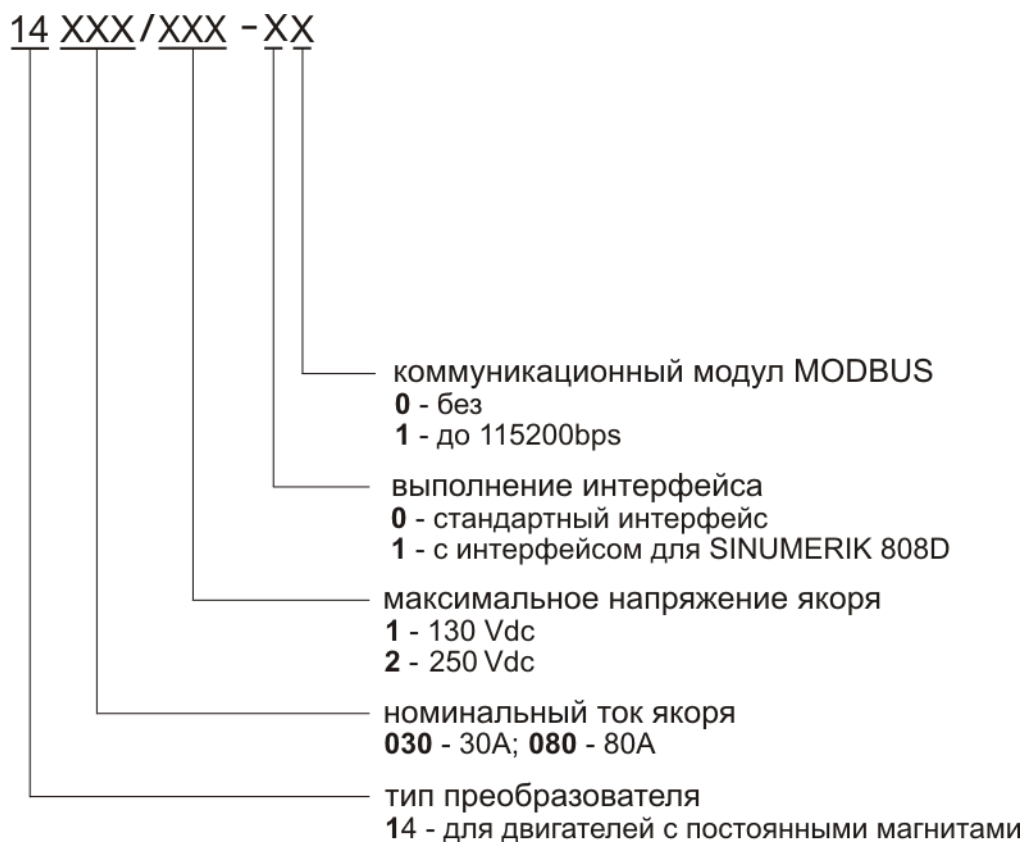 14 XXX/XXX -XX
коммуникационный модул MODBUS
0 - без
1 - до 115200bps
выполнение интерфейса
0 - стандартный интерфейс
1 - с интерфейсом для SINUMERIK 808D
максимальное напряжение якоря
1 - 130 Vdc
2 - 250 Vdc
номинальный ток якоря
030 - 30А; 080 - 80А
тип преобразователя
14 - для двигателей с постоянными магнитами